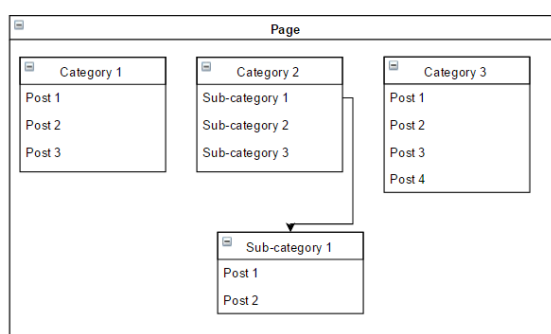 Page
Category 1
Post 1
Post 2
Post 3
Category 2
Sub-category 1
Sub-category 2
Sub-category 3
Category 3
Post 1
Post 2
Post 3
Post 4
Sub-category 1
Post 1
Post 2